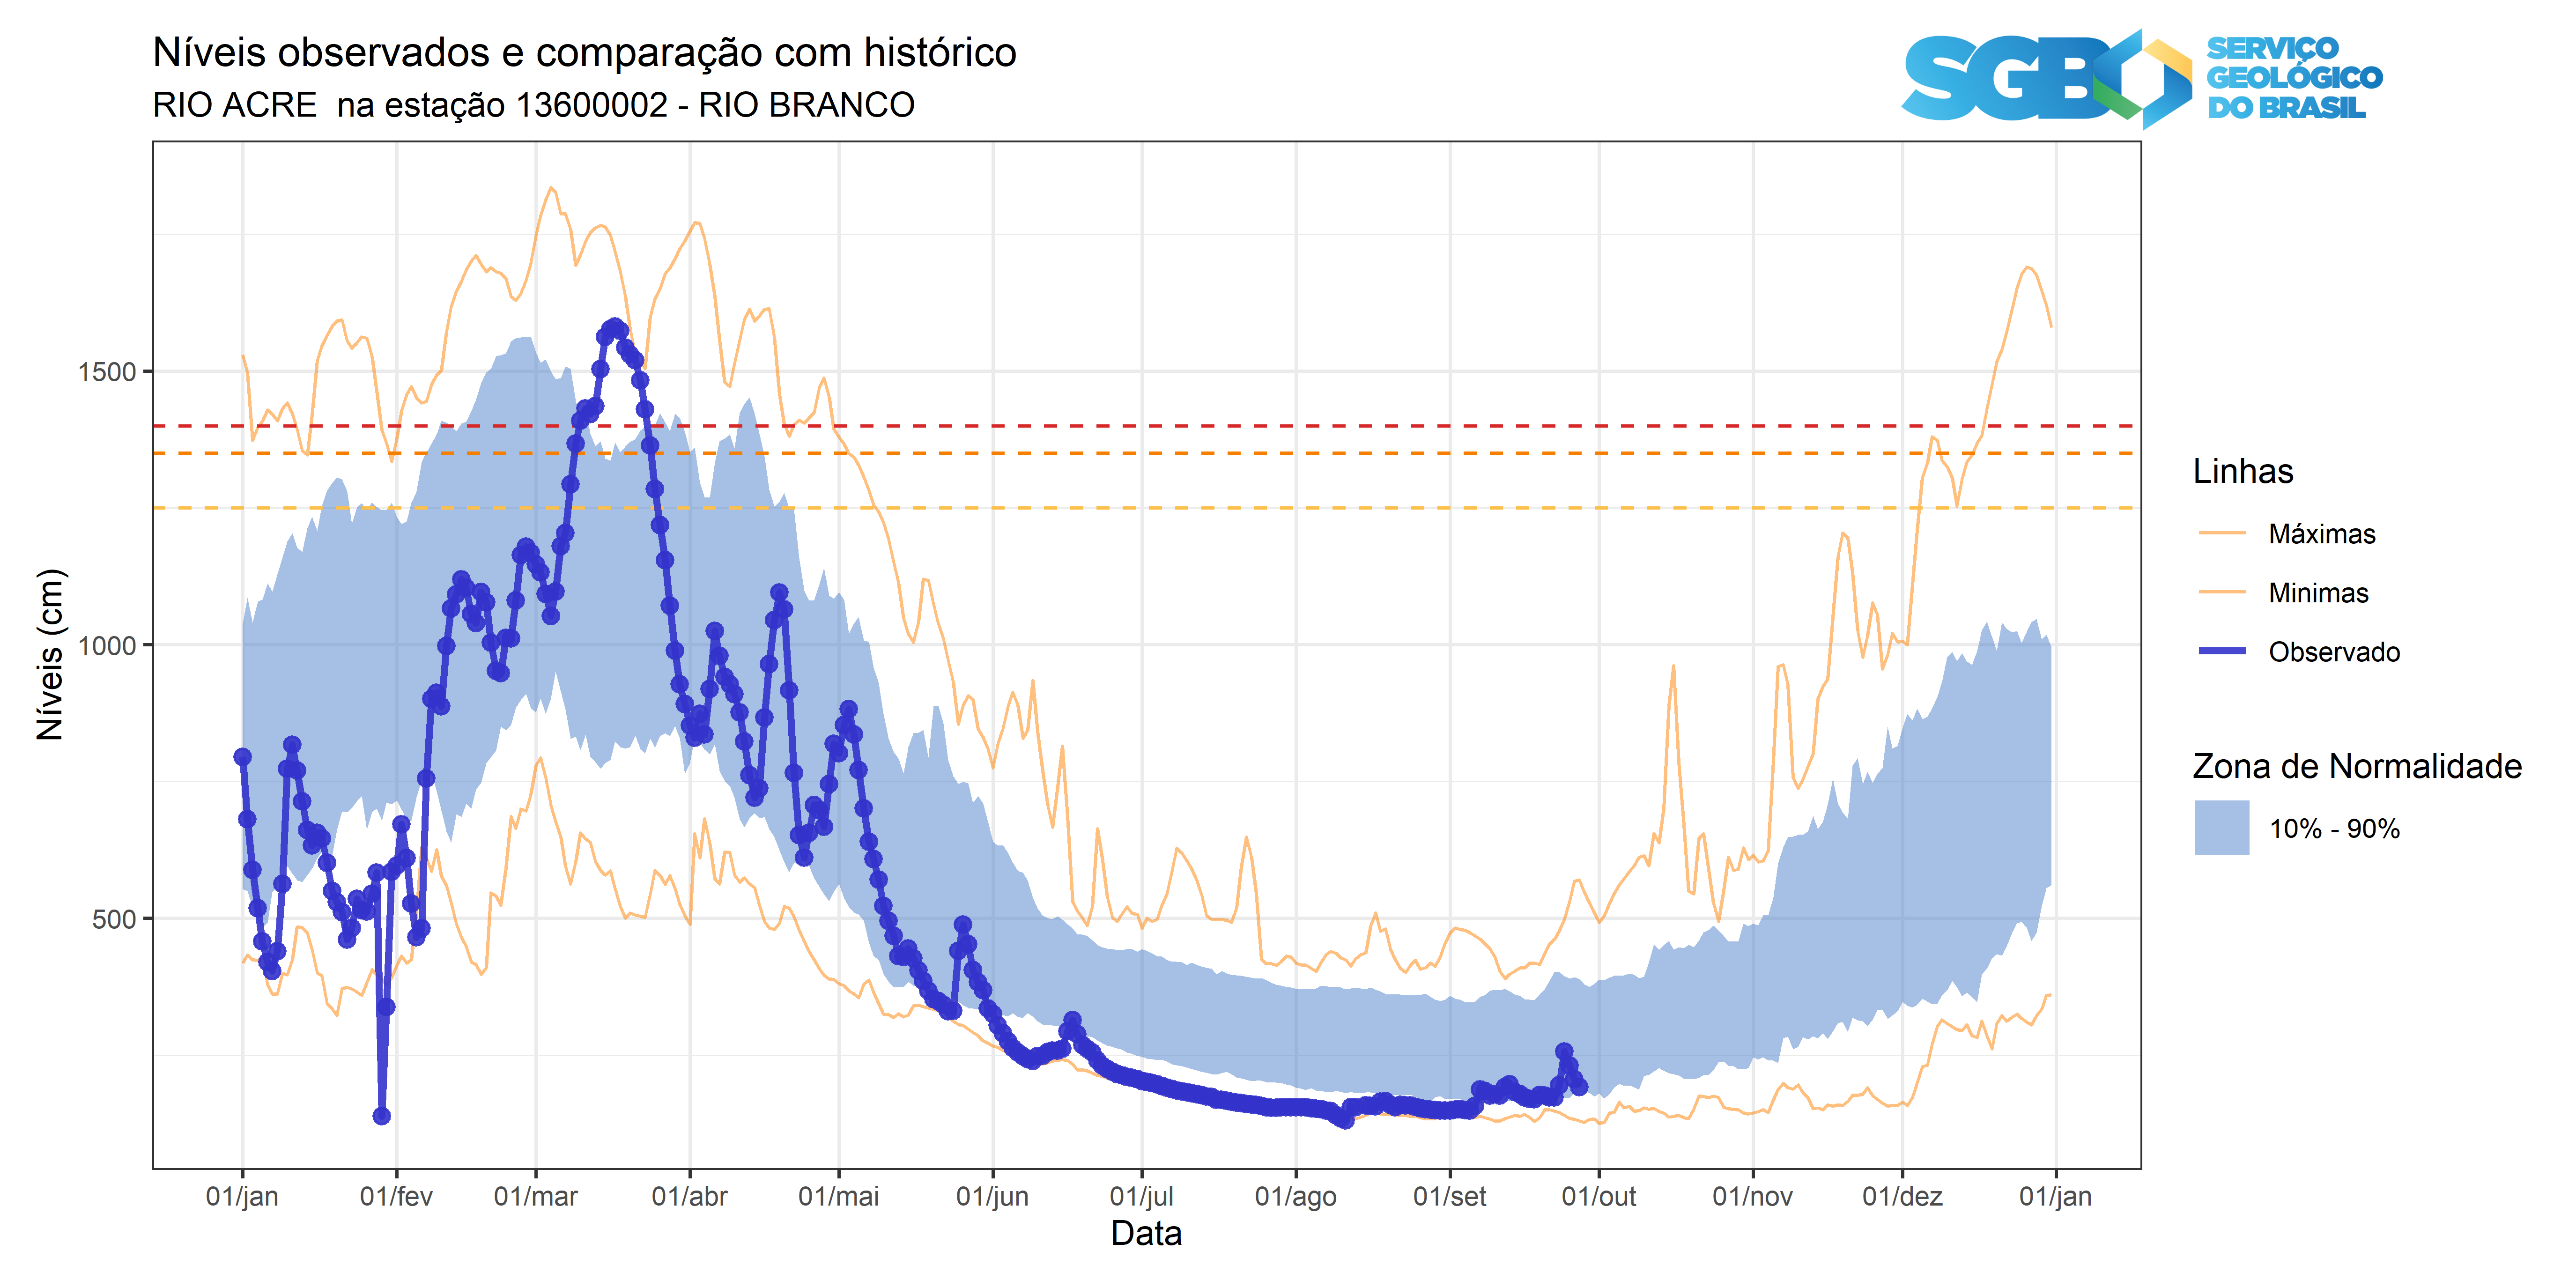 Níveis observados e comparação com histórico
RIO ACRE  na estação 13600002 - RIO BRANCO
SGB
SERVIÇO
GEOLÓGICO
DO BRASIL
Níveis (cm)
1500
1000
500
01/jan
01/fev
01/mar
01/abr
01/mai
01/jun
01/jul
01/ago
01/set
01/out
01/nov
01/dez
01/jan
Data
Linhas
Máximas
Minimas
Observado
Zona de Normalidade
10% - 90%